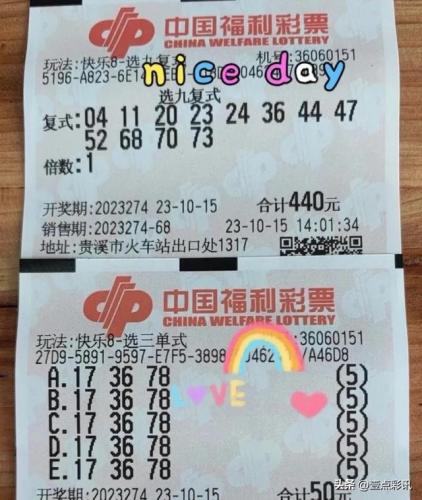 中国福利彩票
CHINA WELFARE LOTTERY
玩法:快乐8-选九复式 机号:36060151
5196-A823-6E1
nice day
选九复式
复式:04 11 20 23 24 36 44 47
52 68 70 73
倍数:1
开奖期:2023274 23-10-15 合计440元
销售期:2023274-68 23-10-15 14:01:34
地址:贵溪市火车站出口处1317
中国福利彩票
CHINA WELFARE LOTTERY
玩法:快乐8-选三单式 :36060151
27D9-5891-9597-E7F5-3898 0462 /A46D8
A.17 36 78 (5)
B.17 36 78 (5)
LOVE
C.17 36 78 (5)
D.17 36 78 (5)
E.17 36 78 (5)
开奖期:2023274 23-10-15 合计50元
头条 @壹点彩讯